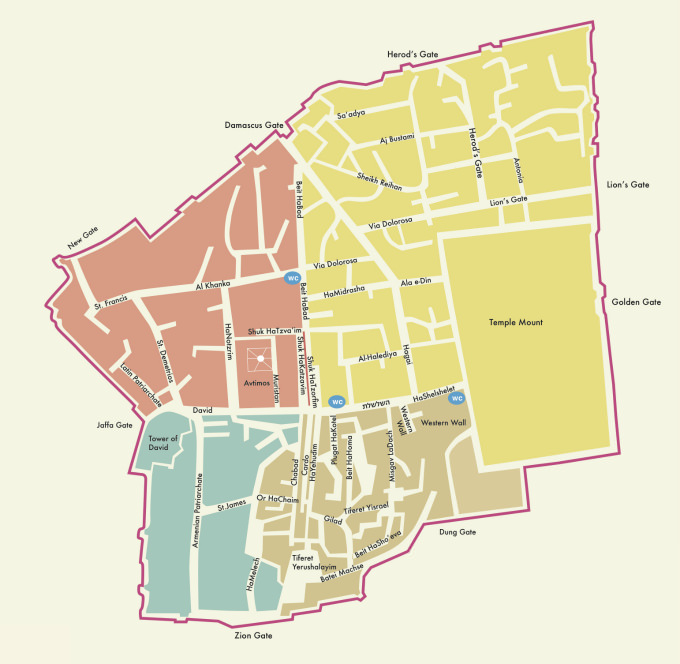 Herod's Gate
Damascus Gate
Sa'adya
Aj Bustami
Herod's Gate
Antonia
Sheikh Reihan
Lion's Gate
Beit HaBad
Lion's Gate
Via Dolorosa
New Gate
Via Dolorosa
WC
Al Khanka
Ala e-Din
St. Francis
Beit HaBad
HaMidrasha
Golden Gate
Temple Mount
HaNatzrim
Shuk HaTzva'im
St. Demetrias
Shuk HaKatzavim
Shuk HaTzorfim
Al-Halediya
Hagai
Latin Patriarchate
Avtimos
Muristan
HaShelshelet
השלשלת
WC
WC
David
Jaffa Gate
Western
Wall
Western Wall
Tower of
David
Plugat HaKotel
Beit HaHoma
Misgav LaDach
Chabad
Cardo
HaYehudim
Armenian Patriarchate
Or HaChaim
St.James
Tiferet Yisrael
Gilad
Dung Gate
Beit HaSho'eva
Tiferet
Yerushalayim
Batei Machse
HaMelech
Zion Gate